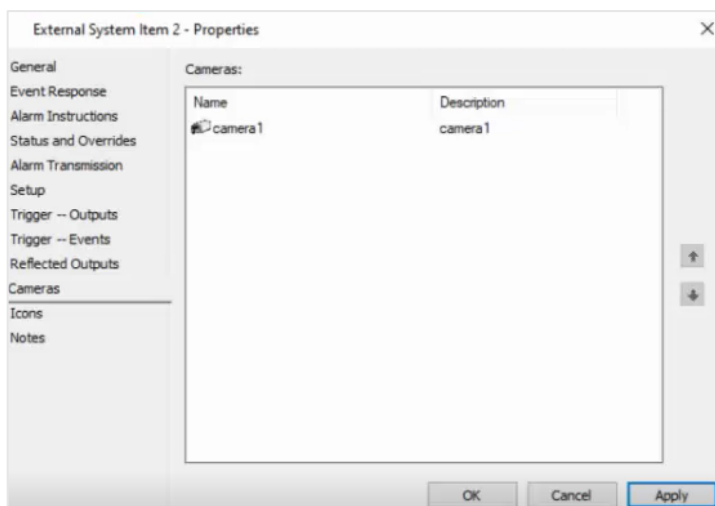 External System Item 2 - Properties
General
Event Response
Alarm Instructions
Status and Overrides
Alarm Transmission
Setup
Trigger -- Outputs
Trigger -- Events
Reflected Outputs
Cameras
Icons
Notes
Cameras:
Name Description
camera1 camera1
OK Cancel Apply